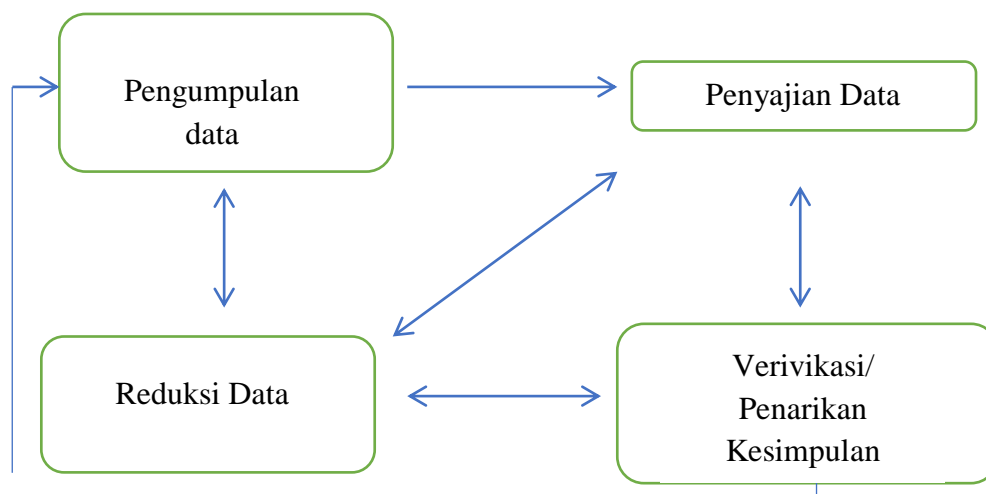 Pengumpulan
data
Penyajian Data
Reduksi Data
Verivikasi/
Penarikan
Kesimpulan